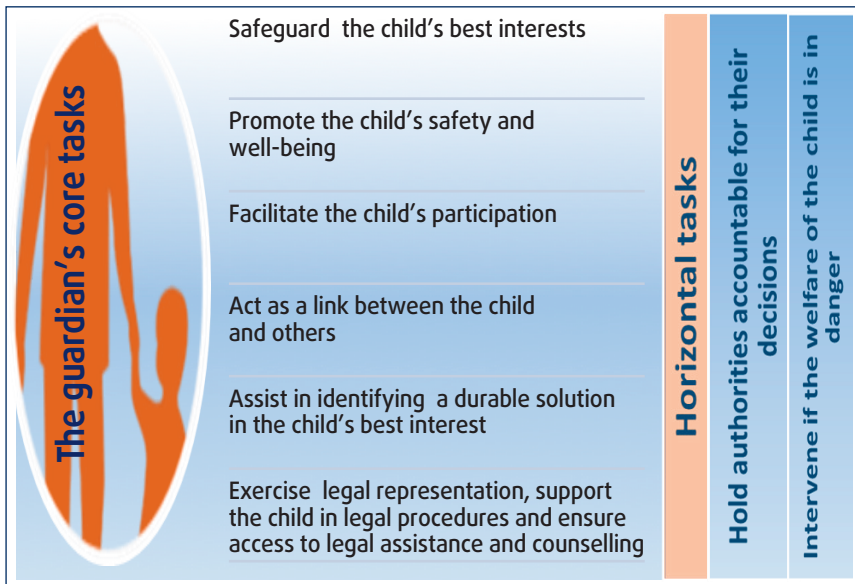 The guardian's core tasks
Safeguard the child's best interests
Promote the child's safety and
well-being
Facilitate the child's participation
Act as a link between the child
and others
Assist in identifying a durable solution
in the child's best interest
Exercise legal representation, support
the child in legal procedures and ensure
access to legal assistance and counselling
Horizontal tasks
Hold authorities accountable for their
decisions
Intervene if the welfare of the child is in
danger